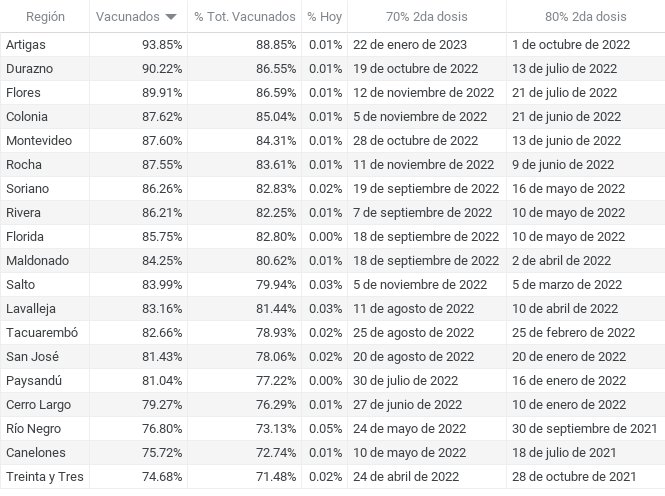 Región Vacunados % Tot. Vacunados % Hoy 70% 2da dosis 80% 2da dosis
Artigas 93.85% 88.85% 0.01% 22 de enero de 2023 1 de octubre de 2022
Durazno 90.22% 86.55% 0.01% 19 de octubre de 2022 13 de julio de 2022
Flores 89.91% 86.59% 0.01% 12 de noviembre de 2022 21 de julio de 2022
Colonia 87.62% 85.04% 0.01% 5 de noviembre de 2022 21 de junio de 2022
Montevideo 87.60% 84.31% 0.01% 28 de octubre de 2022 13 de junio de 2022
Rocha 87.55% 83.61% 0.01% 11 de noviembre de 2022 9 de junio de 2022
Soriano 86.26% 82.83% 0.02% 19 de septiembre de 2022 16 de mayo de 2022
Rivera 86.21% 82.25% 0.01% 7 de septiembre de 2022 10 de mayo de 2022
Florida 85.75% 82.80% 0.00% 18 de septiembre de 2022 10 de mayo de 2022
Maldonado 84.25% 80.62% 0.01% 18 de septiembre de 2022 2 de abril de 2022
Salto 83.99% 79.94% 0.03% 5 de noviembre de 2022 5 de marzo de 2022
Lavalleja 83.16% 81.44% 0.03% 11 de agosto de 2022 10 de abril de 2022
Tacuarembó 82.66% 78.93% 0.02% 25 de agosto de 2022 25 de febrero de 2022
San José 81.43% 78.06% 0.02% 20 de agosto de 2022 20 de enero de 2022
Paysandú 81.04% 77.22% 0.00% 30 de julio de 2022 16 de enero de 2022
Cerro Largo 79.27% 76.29% 0.01% 27 de junio de 2022 10 de enero de 2022
Río Negro 76.80% 73.13% 0.05% 24 de mayo de 2022 30 de septiembre de 2021
Canelones 75.72% 72.74% 0.01% 10 de mayo de 2022 18 de julio de 2021
Treinta y Tres 74.68% 71.48% 0.02% 24 de abril de 2022 28 de octubre de 2021